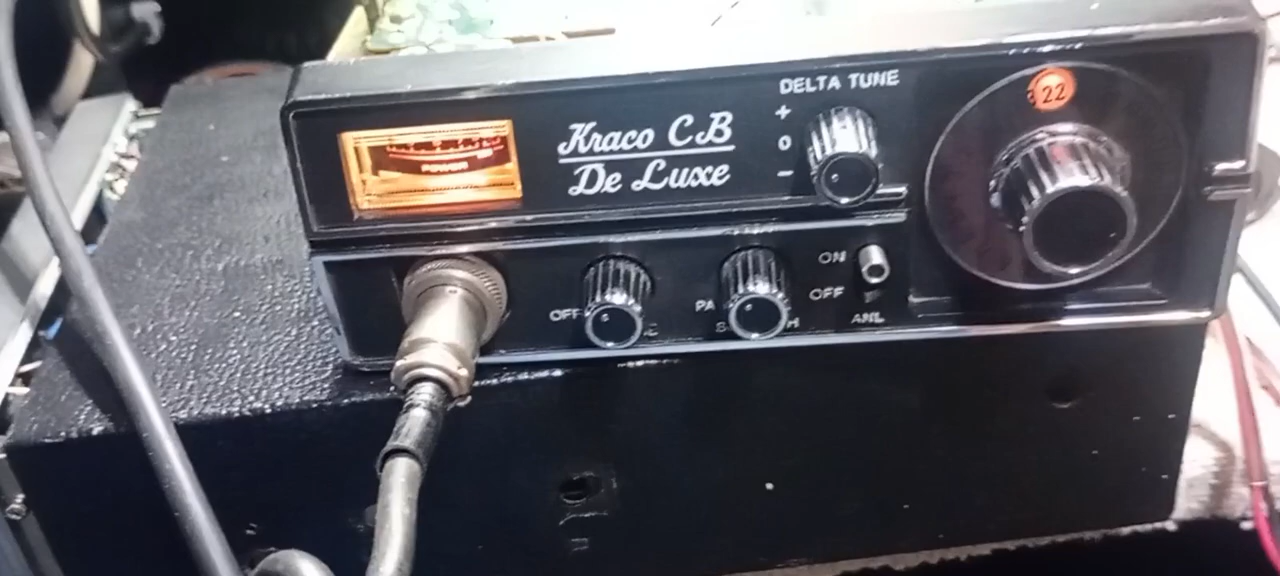 DELTA TUNE
+
0
−
22
Kraco CB
De Luxe
POWER
ON
OFF
ANL
OFF
PA